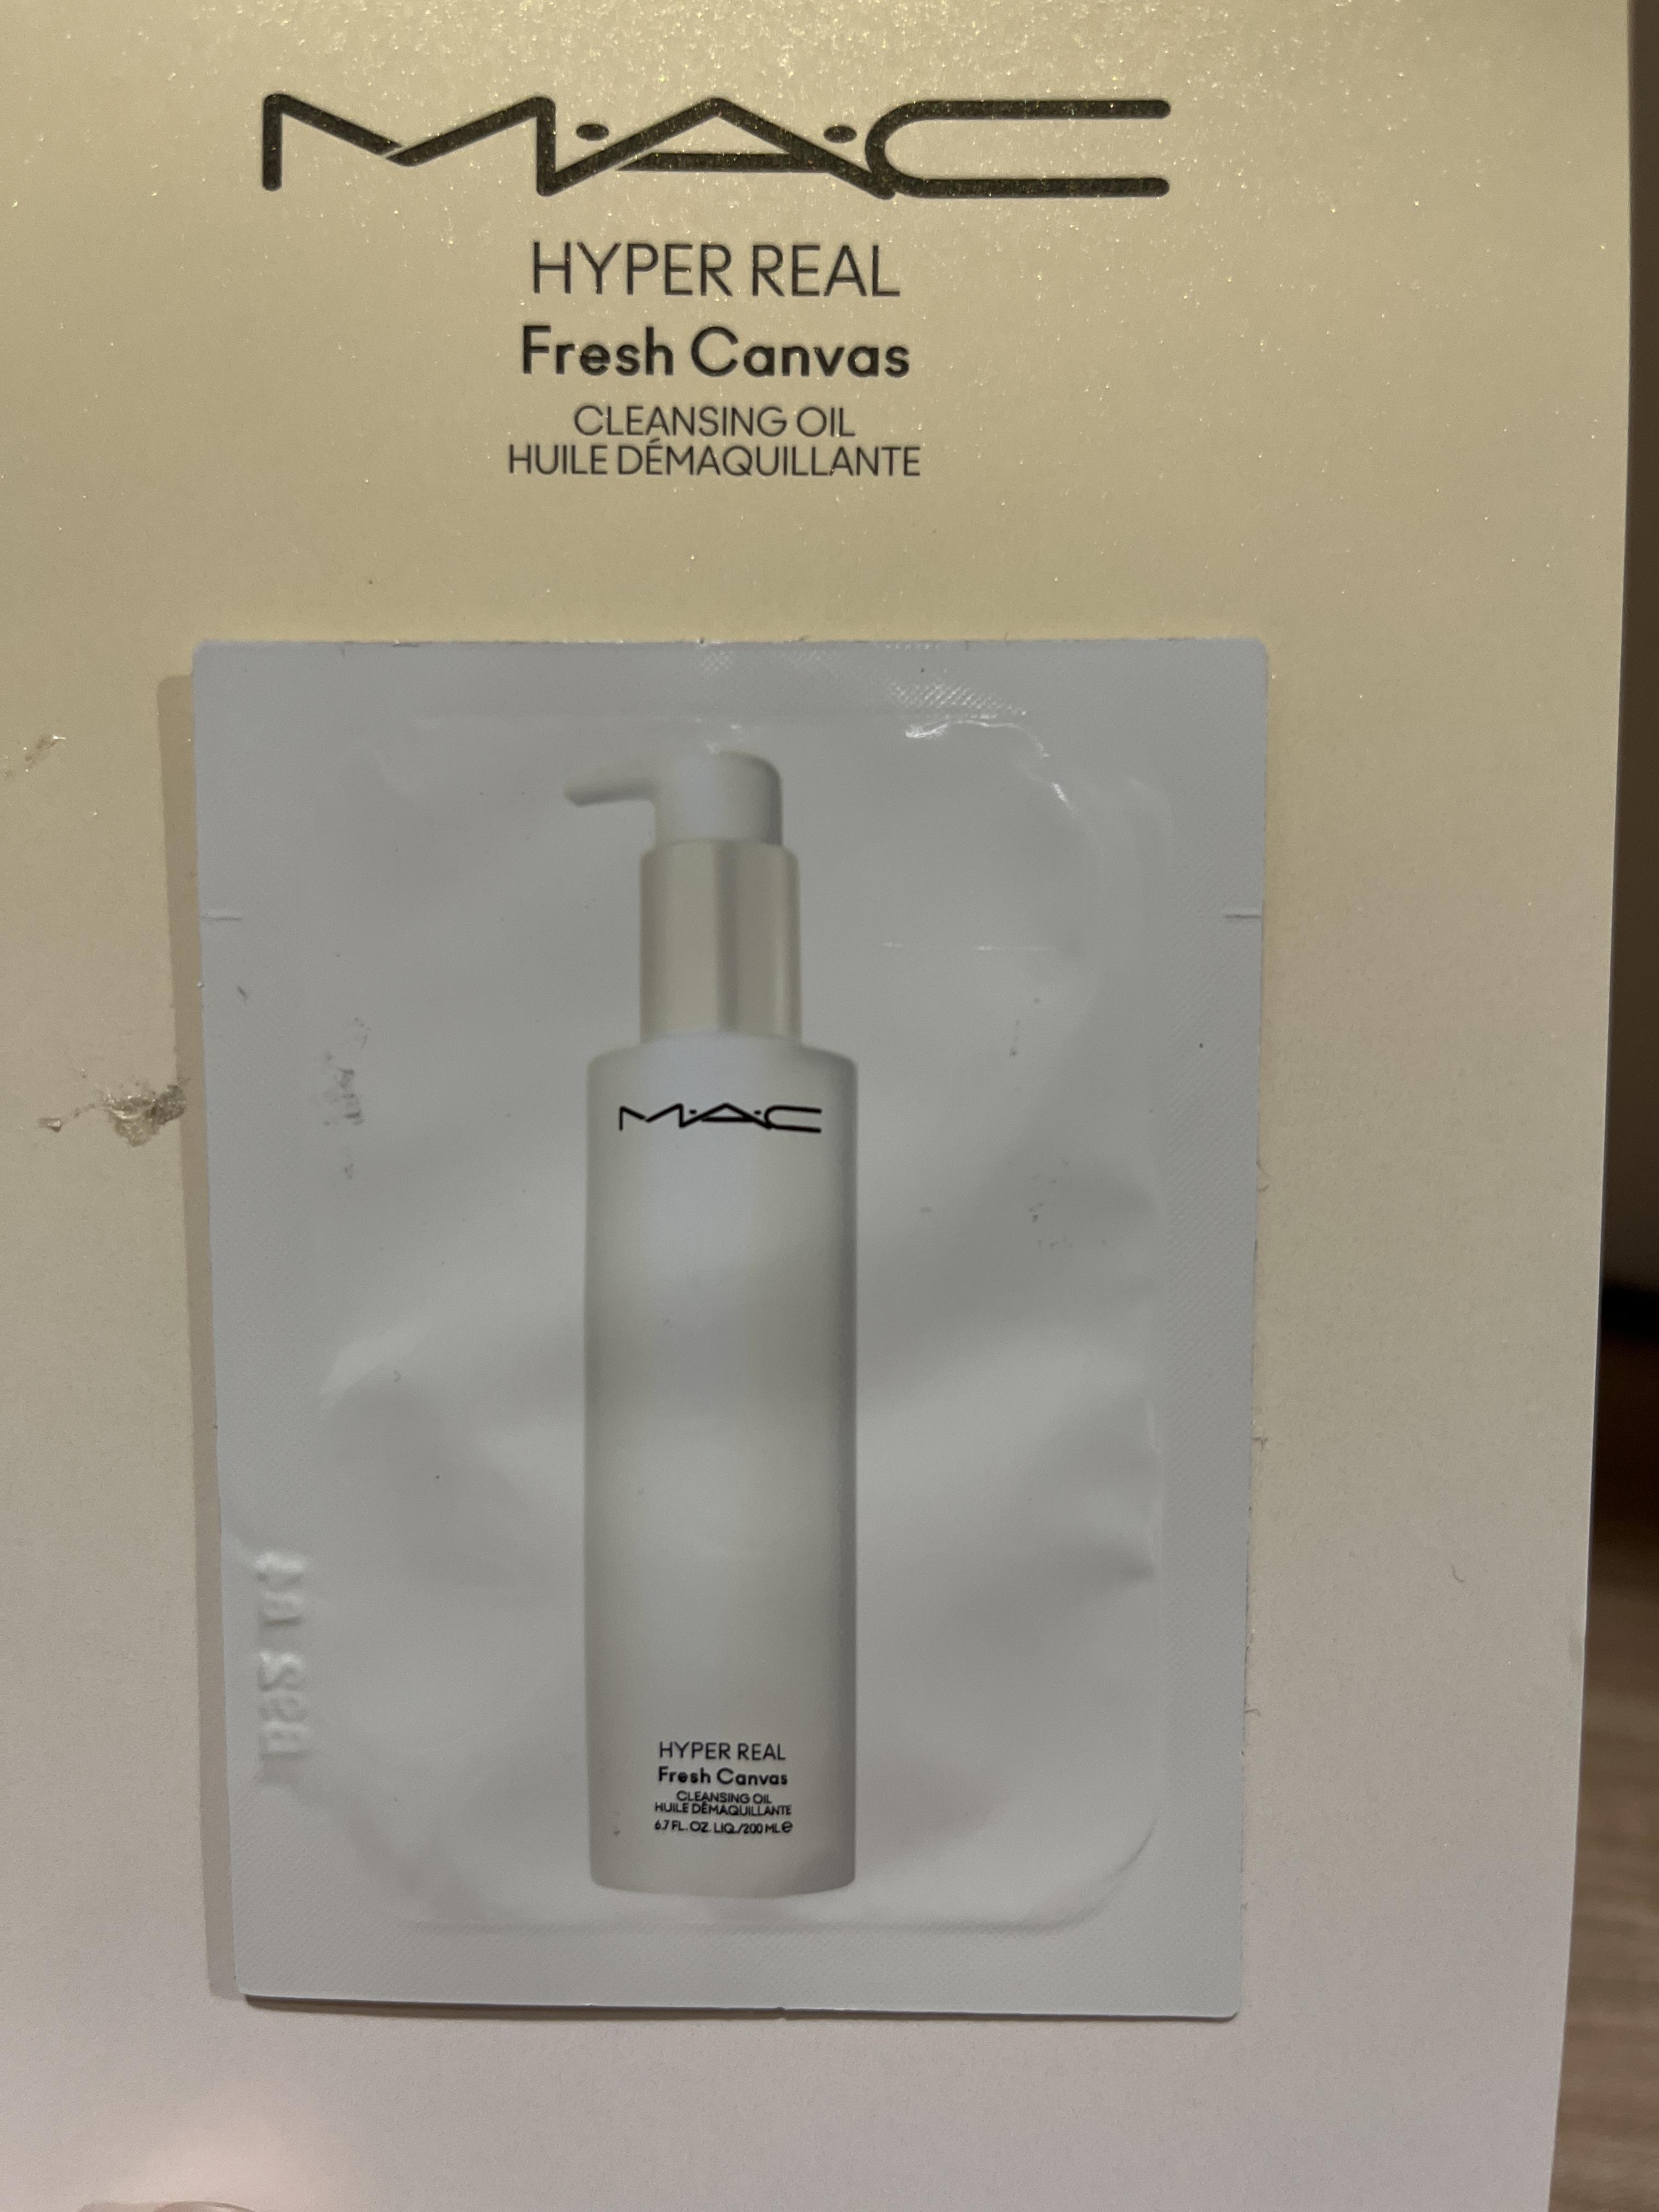 M·A·C
HYPER REAL
Fresh Canvas
CLEANSING OIL
HUILE DÉMAQUILLANTE
M·A·C
HYPER REAL
Fresh Canvas
CLEANSING OIL
HUILE DÉMAQUILLANTE
6.7 FL. OZ. LIQ./200 ML e